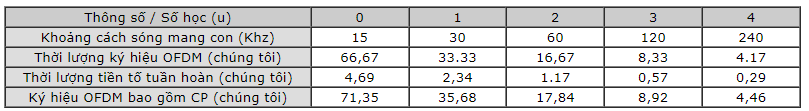 Thông số / Số học (u) 0 1 2 3 4
Khoảng cách sóng mang con (Khz) 15 30 60 120 240
Thời lượng ký hiệu OFDM (chúng tôi) 66,67 33.33 16,67 8,33 4.17
Thời lượng tiền tố tuần hoàn (chúng tôi) 4,69 2,34 1.17 0,57 0,29
Ký hiệu OFDM bao gồm CP (chúng tôi) 71,35 35,68 17,84 8,92 4,46